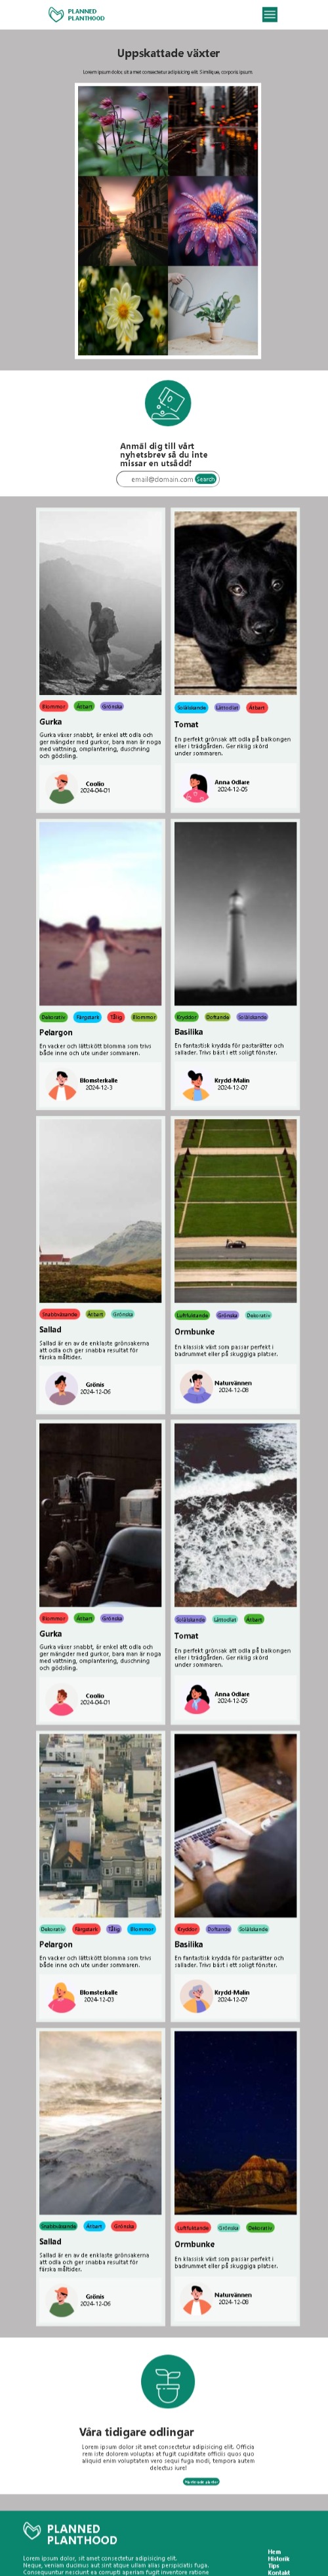 PLANNED
PLANTHOOD
Uppskattade växter
Lorem ipsum dolor, sit amet consectetur adipisicing elit. Similique, corporis ipsum.
Anmäl dig till vårt
nyhetsbrev så du inte
missar en utsådd!
email@domain.com Search
Blommor Ätbart Grönska
Gurka
Gurka växer snabbt, är enkel att odla och
ger mängder med gurkor, bara man är noga
med vattning, omplantering, duschning
och gödsling.
Coolio
2024-04-01
Solälskande Lättodlat Ätbart
Tomat
En perfekt grönsak att odla på balkongen
eller i trädgården. Ger riklig skörd
under sommaren.
Anna Odlare
2024-12-05
Dekorativ Färgstark Tålig Blommor
Pelargon
En vacker och lättskött blomma som trivs
både inne och ute under sommaren.
Blomsterkalle
2024-12-3
Kryddor Doftande Solälskande
Basilika
En fantastisk krydda för pastarätter och
sallader. Trivs bäst i ett soligt fönster.
Krydd-Malin
2024-12-07
Snabbväxande Ätbart Grönska
Sallad
Sallad är en av de enklaste grönsakerna
att odla och ger snabba resultat för
färska måltider.
Grönis
2024-12-06
Luftfuktande Grönska Dekorativ
Ormbunke
En klassisk växt som passar perfekt i
badrummet eller på skuggiga platser.
Naturvännen
2024-12-08
Blommor Ätbart Grönska
Gurka
Gurka växer snabbt, är enkel att odla och
ger mängder med gurkor, bara man är noga
med vattning, omplantering, duschning
och gödsling.
Coolio
2024-04-01
Solälskande Lättodlat Ätbart
Tomat
En perfekt grönsak att odla på balkongen
eller i trädgården. Ger riklig skörd
under sommaren.
Anna Odlare
2024-12-05
Dekorativ Färgstark Tålig Blommor
Pelargon
En vacker och lättskött blomma som trivs
både inne och ute under sommaren.
Blomsterkalle
2024-12-03
Kryddor Doftande Solälskande
Basilika
En fantastisk krydda för pastarätter och
sallader. Trivs bäst i ett soligt fönster.
Krydd-Malin
2024-12-07
Snabbväxande Ätbart Grönska
Sallad
Sallad är en av de enklaste grönsakerna
att odla och ger snabba resultat för
färska måltider.
Grönis
2024-12-06
Luftfuktande Grönska Dekorativ
Ormbunke
En klassisk växt som passar perfekt i
badrummet eller på skuggiga platser.
Naturvännen
2024-12-08
Våra tidigare odlingar
Lorem ipsum dolor sit amet consectetur adipisicing elit. Officia
rem iste dolorem voluptas at fugit cupiditate officiis quos quo
aliquid enim voluptatem vero sequi fuga modi, tempora autem
delectus iure!
PLANNED
PLANTHOOD
Lorem ipsum dolor, sit amet consectetur adipisicing elit.
Neque, veniam ducimus aut sint atque ullam alias perspiciatis fuga.
Consequuntur nesciunt ea corrupti aperiam fugit inventore ratione
Hem
Historik
Tips
Kontakt